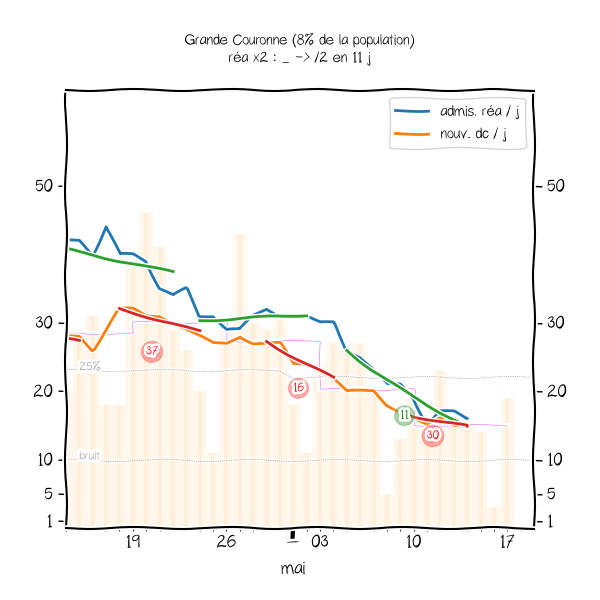 Grande Couronne (8% de la population)
réa x2 : _ -> /2 en 11 j
admis. réa / j
nouv. dc / j
50 50
30 30
37
25%
16
20 20
11
30
bruit
10 10
5 5
1 1
19 26 1 03 10 17
mai